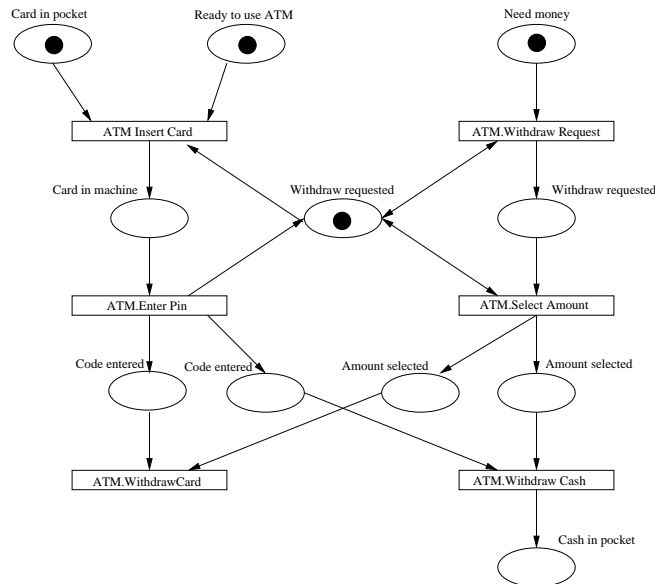 Card in pocket
Ready to use ATM
Need money
ATM Insert Card
ATM.Withdraw Request
Card in machine
Withdraw requested
Withdraw requested
ATM.Enter Pin
ATM.Select Amount
Code entered
Code entered
Amount selected
Amount selected
ATM.WithdrawCard
ATM.Withdraw Cash
Cash in pocket